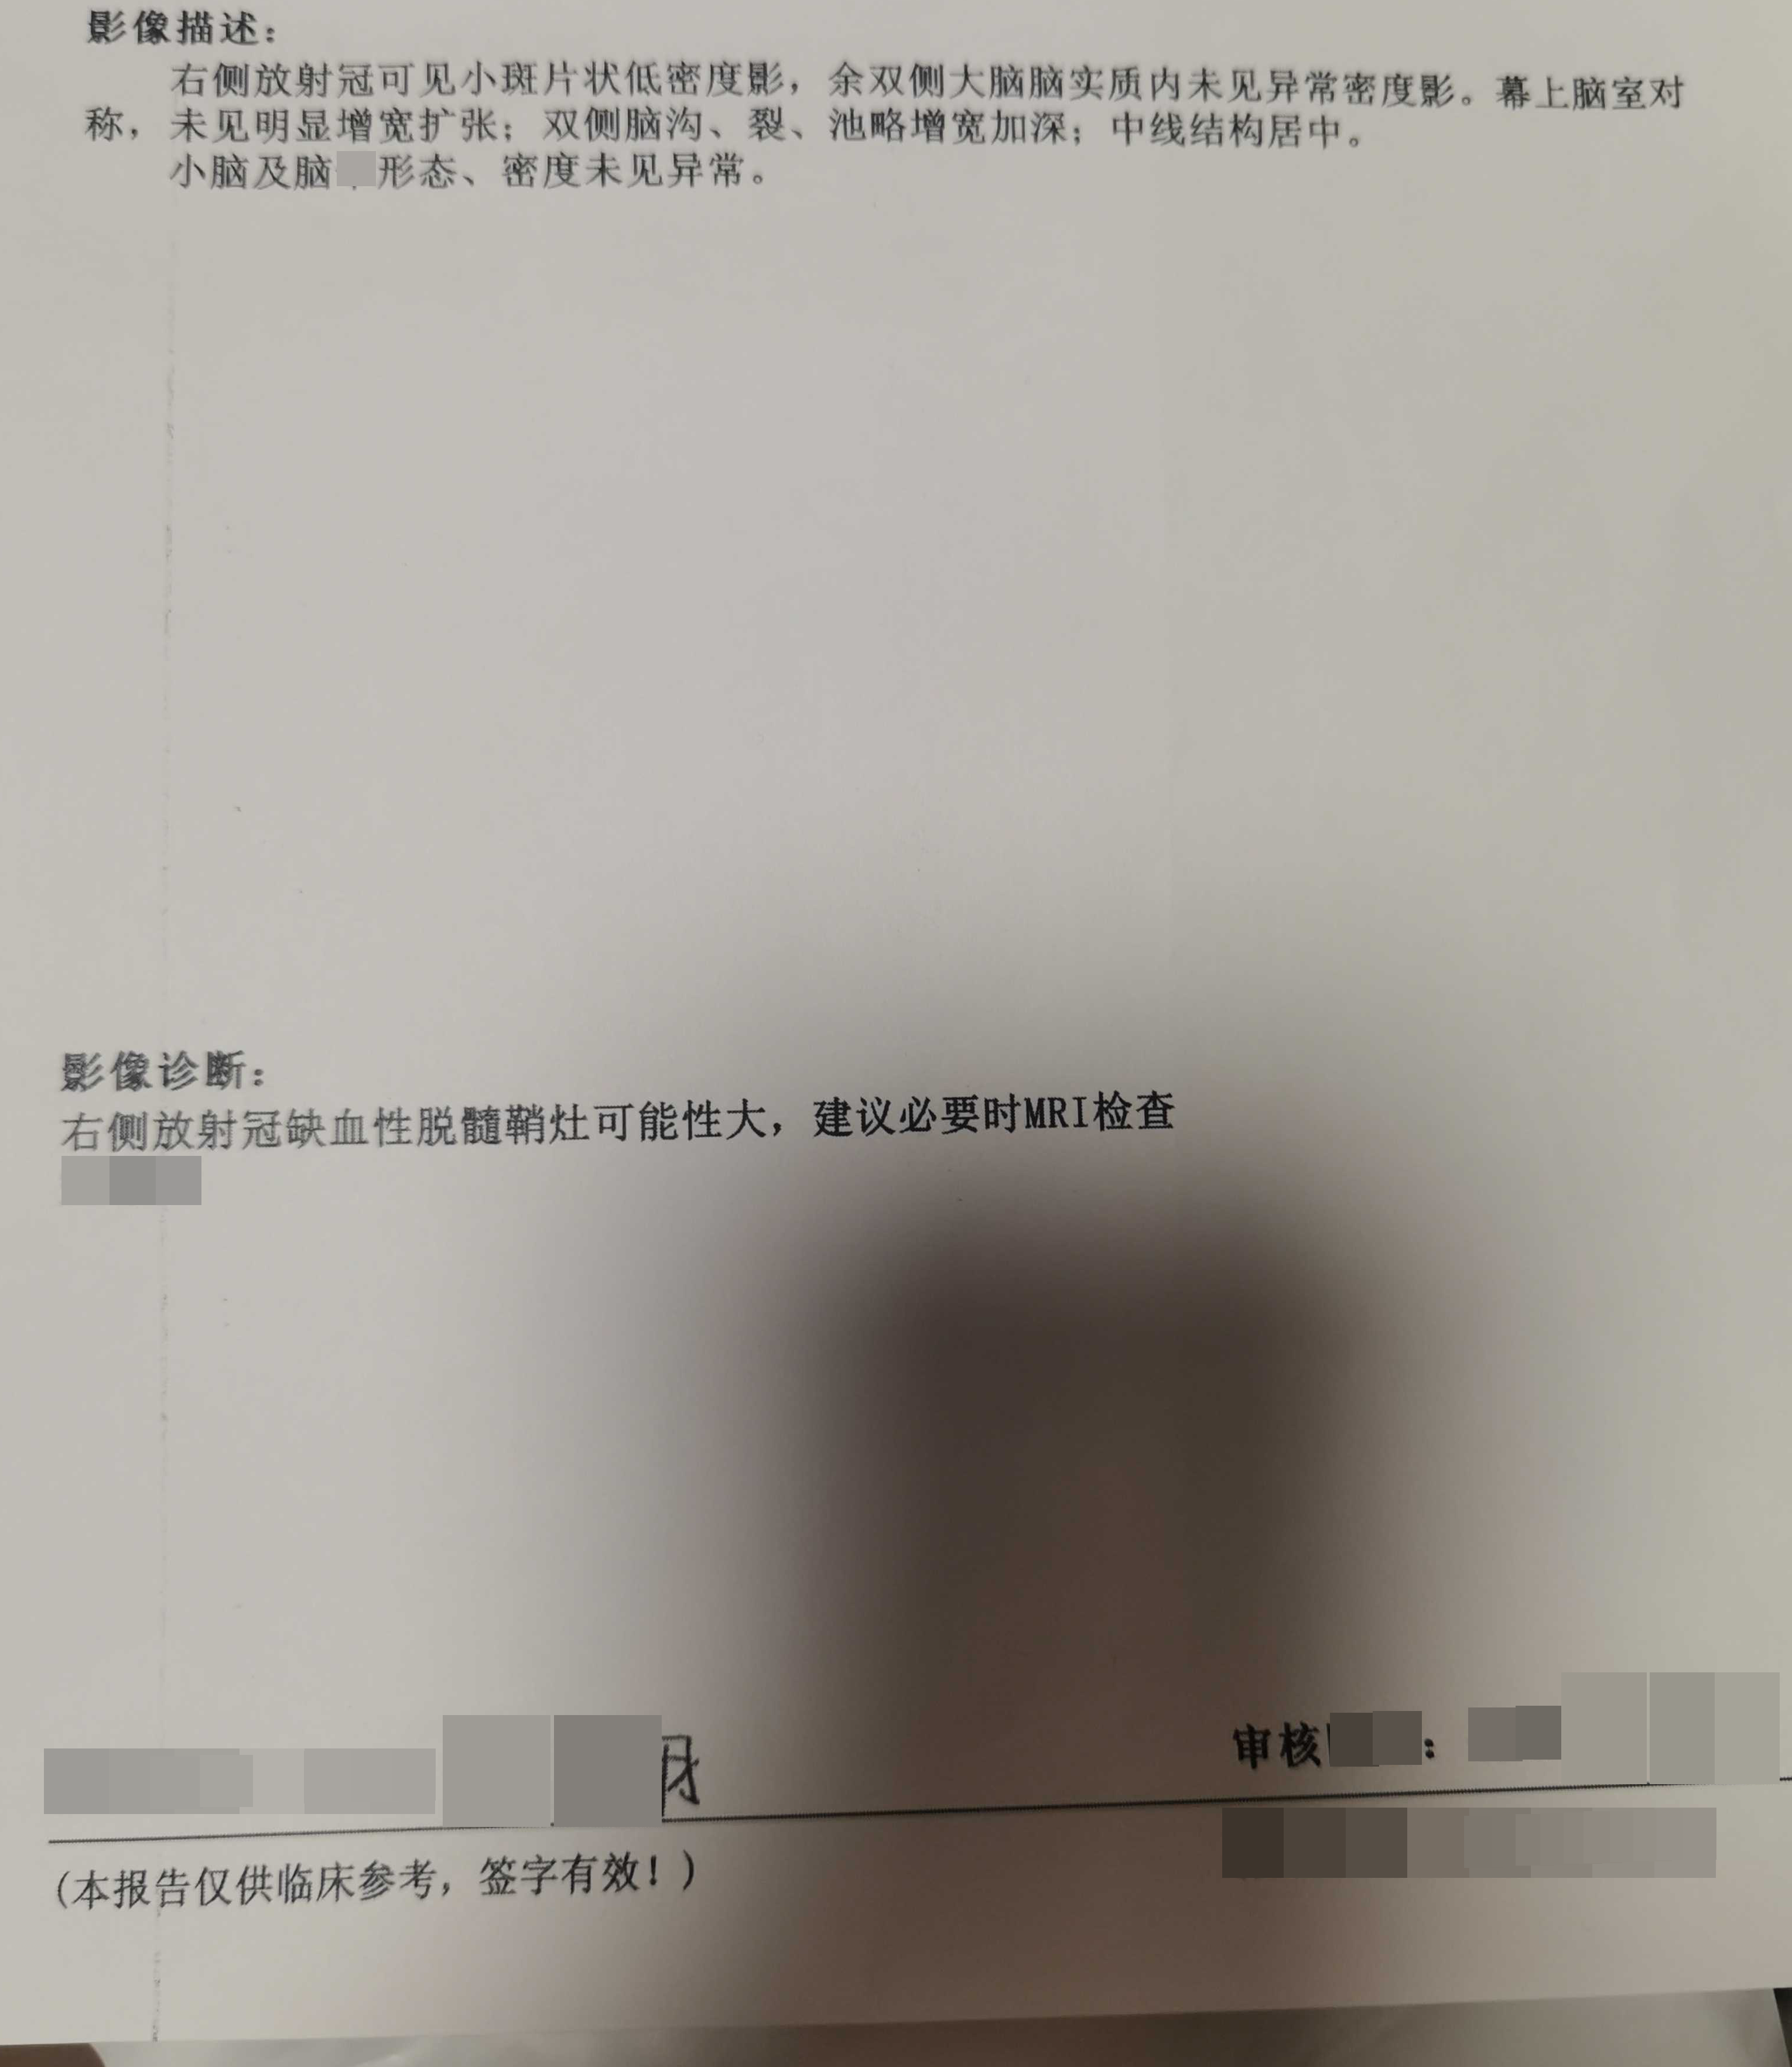 影像描述：
右侧放射冠可见小斑片状低密度影，余双侧大脑脑实质内未见异常密度影。幕上脑室对
称，未见明显增宽扩张；双侧脑沟、裂、池略增宽加深；中线结构居中。
小脑及脑 形态、密度未见异常。
影像诊断：
右侧放射冠缺血性脱髓鞘灶可能性大，建议必要时MRI检查
审核 ：
(本报告仅供临床参考，签字有效！)